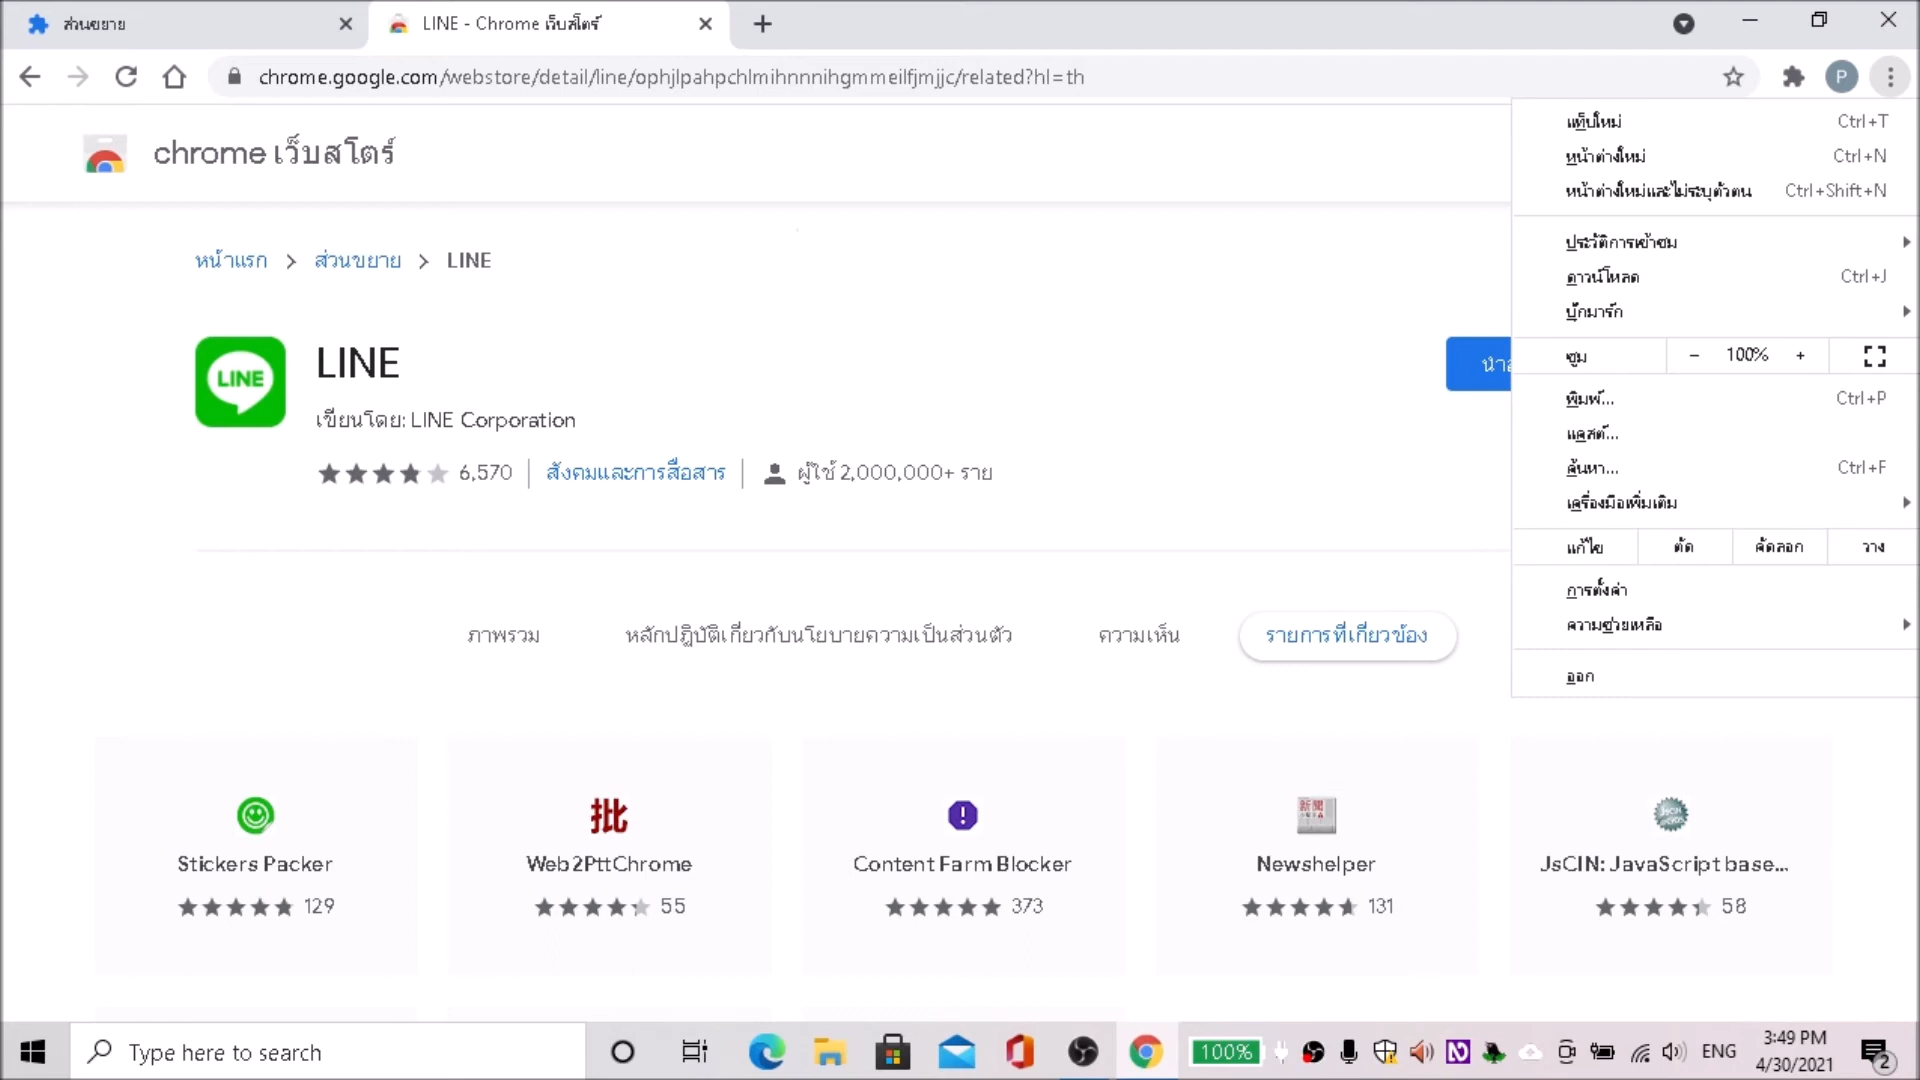 ส่วนขยาย
LINE - Chrome เว็บสโตร์
chrome.google.com/webstore/detail/line/ophjlpahpchlmihnnnihgmmeilfjmjjc/related?hl=th
P
chrome เว็บสโตร์
หน้าแรก > ส่วนขยาย > LINE
LINE
LINE
เขียนโดย: LINE Corporation
6,570 สังคมและการสื่อสาร ผู้ใช้ 2,000,000+ ราย
ภาพรวม หลักปฏิบัติเกี่ยวกับนโยบายความเป็นส่วนตัว ความเห็น รายการที่เกี่ยวข้อง
แท็บใหม่ Ctrl+T
หน้าต่างใหม่ Ctrl+N
หน้าต่างใหม่และไม่ระบุตัวตน Ctrl+Shift+N
ประวัติการเข้าชม
ดาวน์โหลด Ctrl+J
บุ๊กมาร์ก
ซูม - 100% +
พิมพ์... Ctrl+P
แคสต์...
ค้นหา... Ctrl+F
เครื่องมือเพิ่มเติม
แก้ไข ตัด คัดลอก วาง
การตั้งค่า
ความช่วยเหลือ
ออก
批
Stickers Packer Web2PttChrome Content Farm Blocker Newshelper JsCIN: JavaScript base...
129 55 373 131 58
Type here to search
100%
ENG
3:49 PM
4/30/2021
2